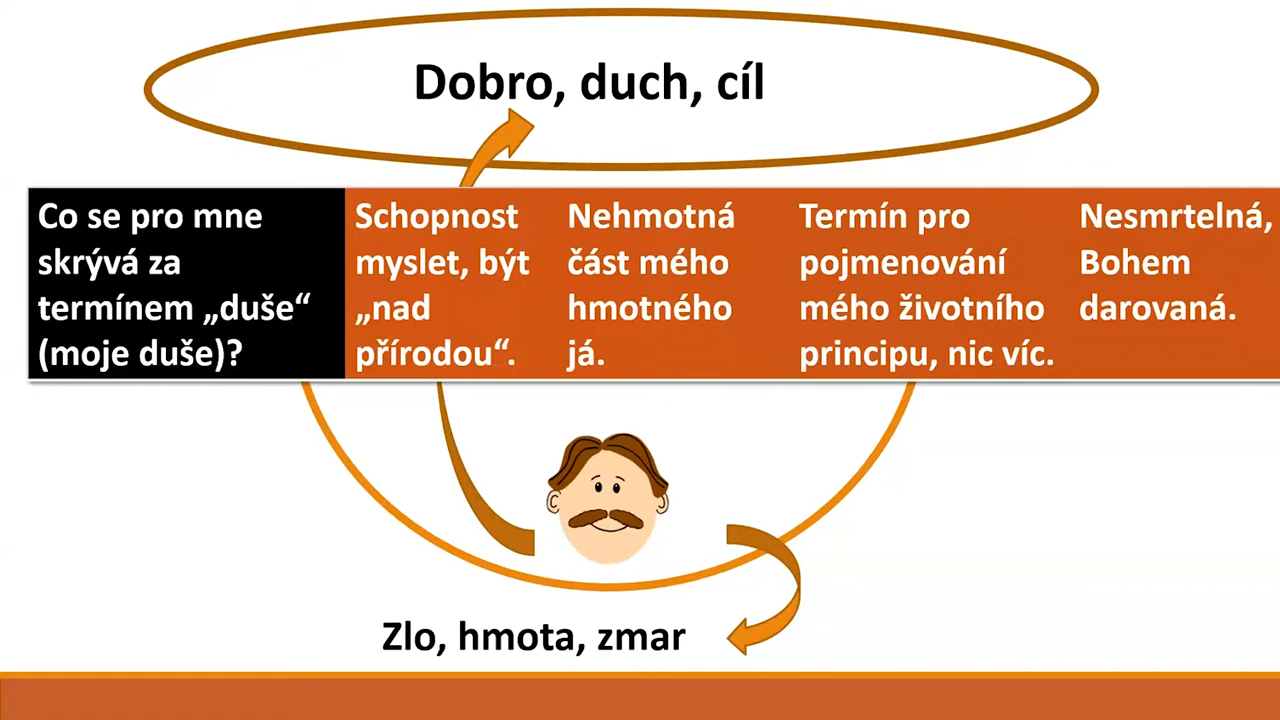 Dobro, duch, cíl
Co se pro mne
skrývá za
termínem „duše“
(moje duše)?
Schopnost
myslet, být
„nad
přírodou“.
Nehmotná
část mého
hmotného
já.
Termín pro
pojmenování
mého životního
principu, nic víc.
Nesmrtelná,
Bohem
darovaná.
Zlo, hmota, zmar